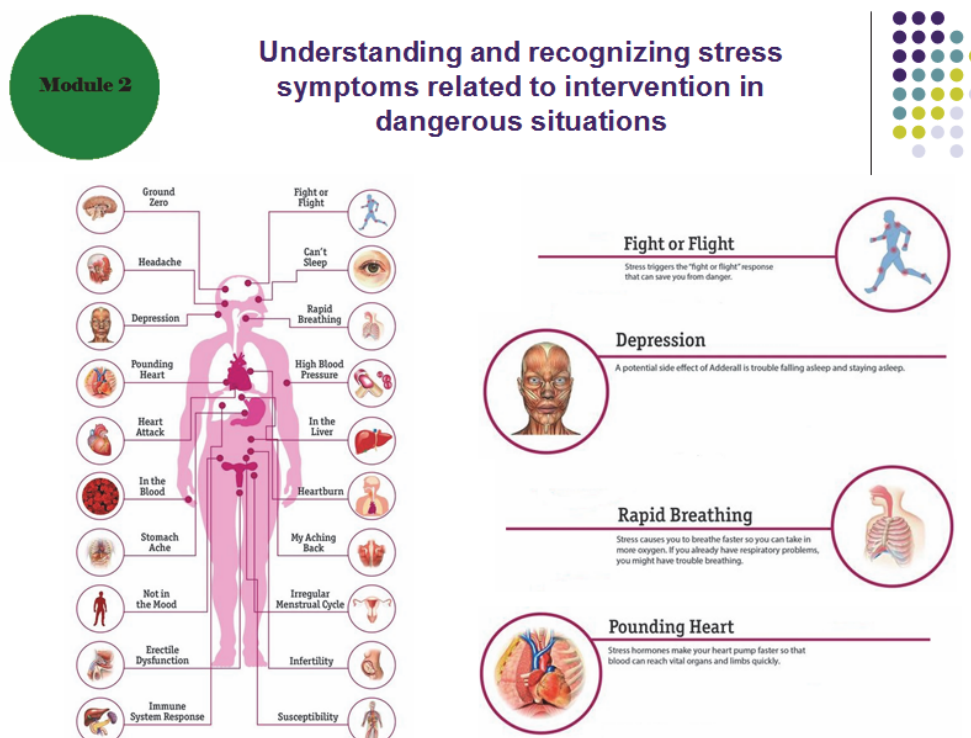 Module 2
Understanding and recognizing stress
symptoms related to intervention in
dangerous situations
Ground
Zero
Headache
Depression
Pounding
Heart
Heart
Attack
In the
Blood
Stomach
Ache
Not in
the Mood
Erectile
Dysfunction
Immune
System Response
Fight or
Flight
Can't
Sleep
Rapid
Breathing
High Blood
Pressure
In the
Liver
Heartburn
My Aching
Back
Irregular
Menstrual Cycle
Infertility
Susceptibility
Fight or Flight
Stress triggers the "fight or flight" response
that can save you from danger.
Depression
A potential side effect of Adderall is trouble falling asleep and staying asleep.
Rapid Breathing
Stress causes you to breathe faster so you can take in
more oxygen. If you already have respiratory problems,
you might have trouble breathing.
Pounding Heart
Stress hormones make your heart pump faster so that
blood can reach vital organs and limbs quickly.